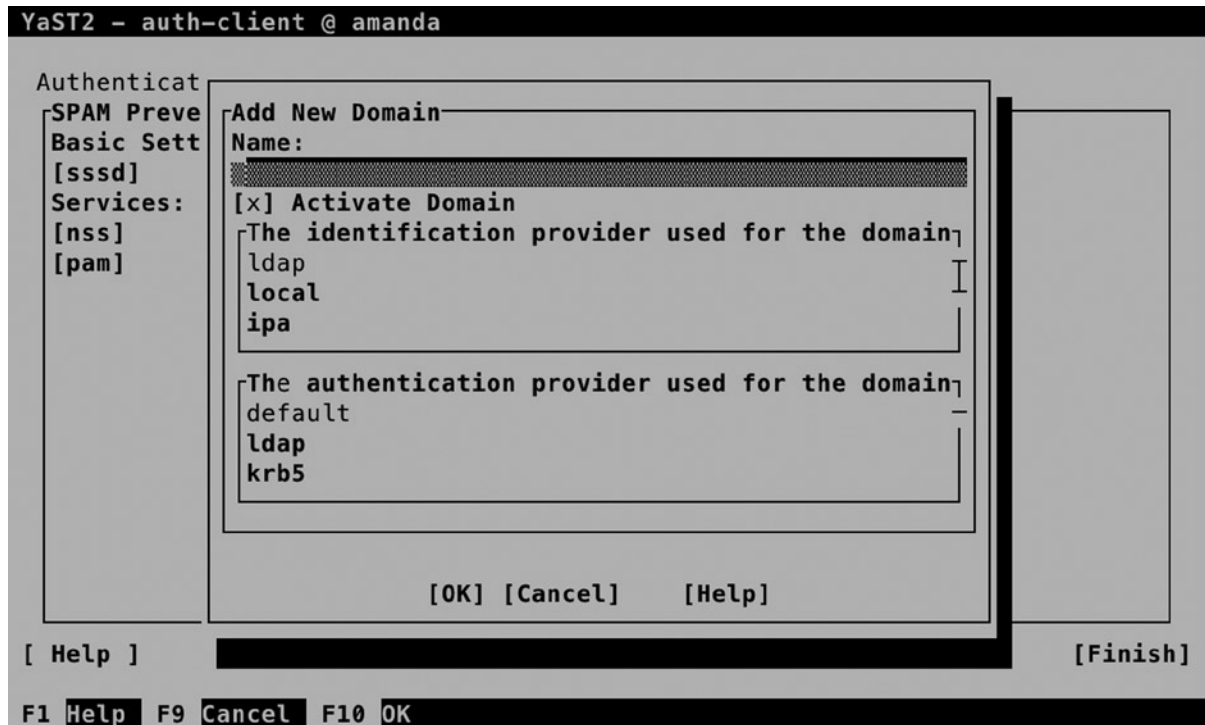 YaST2 - auth-client @ amanda
Authenticat
SPAM Preve
Basic Sett
[sssd]
Services:
[nss]
[pam]
Add New Domain
Name:
[x] Activate Domain
The identification provider used for the domain
ldap
local
ipa
The authentication provider used for the domain
default
ldap
krb5
[OK] [Cancel] [Help]
[ Help ] [Finish]
F1 Help F9 Cancel F10 OK